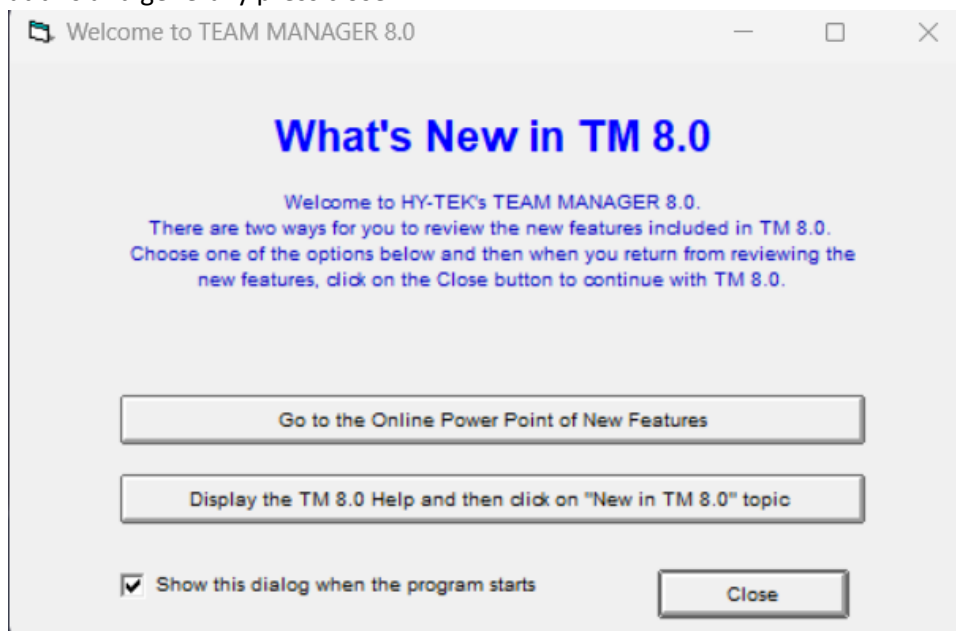 Welcome to TEAM MANAGER 8.0
What's New in TM 8.0
Welcome to HY-TEK's TEAM MANAGER 8.0.
There are two ways for you to review the new features included in TM 8.0.
Choose one of the options below and then when you return from reviewing the
new features, click on the Close button to continue with TM 8.0.
Go to the Online Power Point of New Features
Display the TM 8.0 Help and then click on "New in TM 8.0" topic
Show this dialog when the program starts
Close